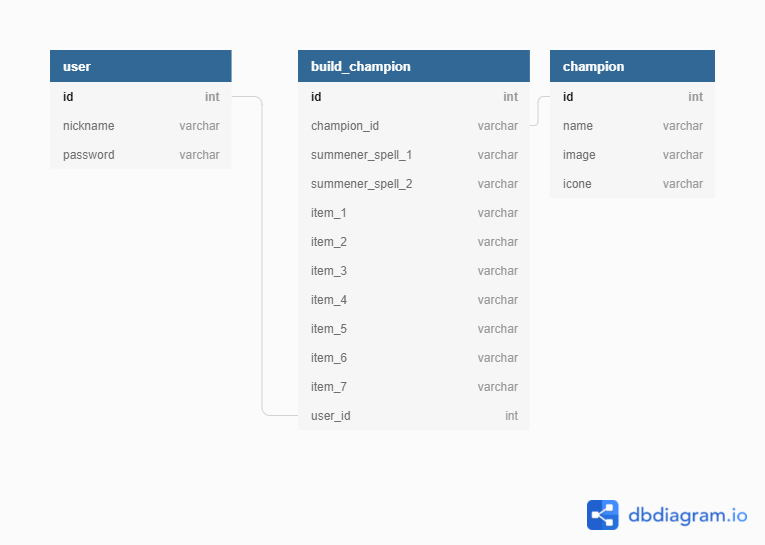 user
id int
nickname varchar
password varchar
build_champion
id int
champion_id varchar
summener_spell_1 varchar
summener_spell_2 varchar
item_1 varchar
item_2 varchar
item_3 varchar
item_4 varchar
item_5 varchar
item_6 varchar
item_7 varchar
user_id int
champion
id int
name varchar
image varchar
icone varchar
dbdiagram.io